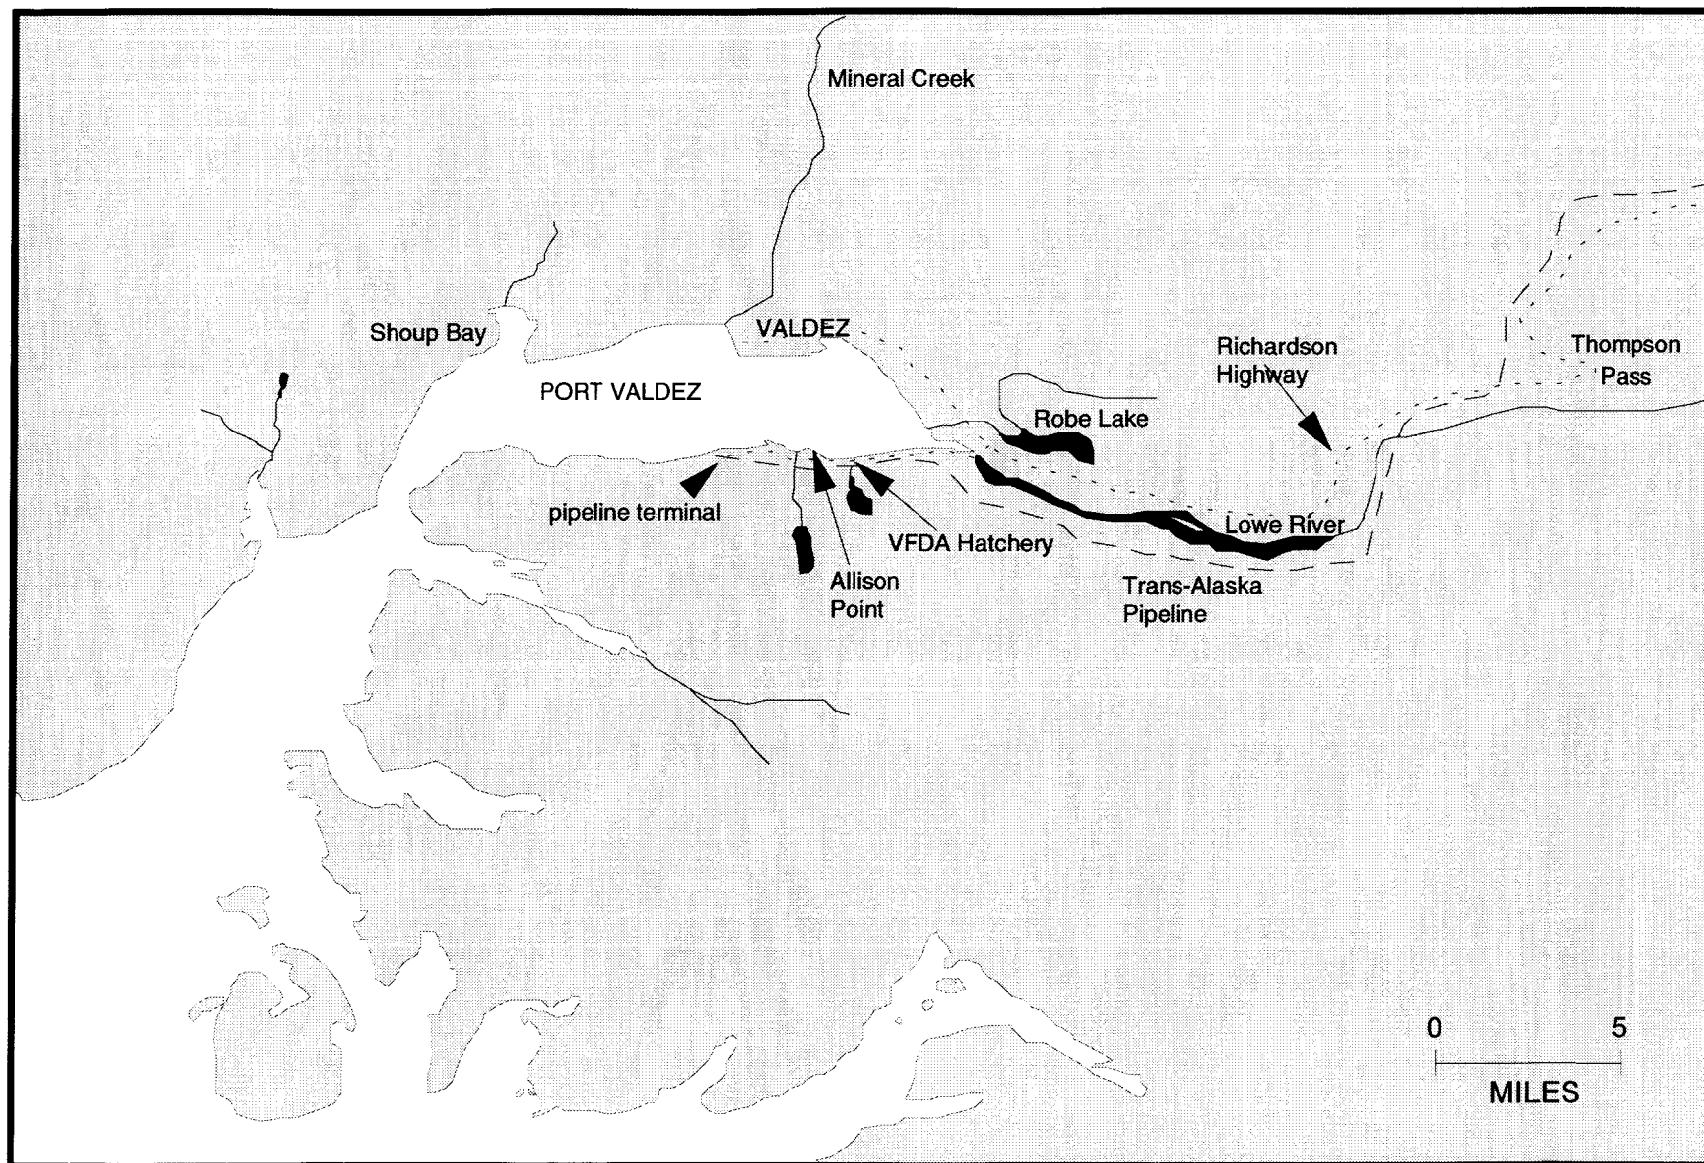 Mineral Creek
Shoup Bay
VALDEZ
PORT VALDEZ
Richardson
Highway
Thompson
Pass
Robe Lake
pipeline terminal
Lowe River
VFDA Hatchery
Allison
Point
Trans-Alaska
Pipeline
0 5
MILES